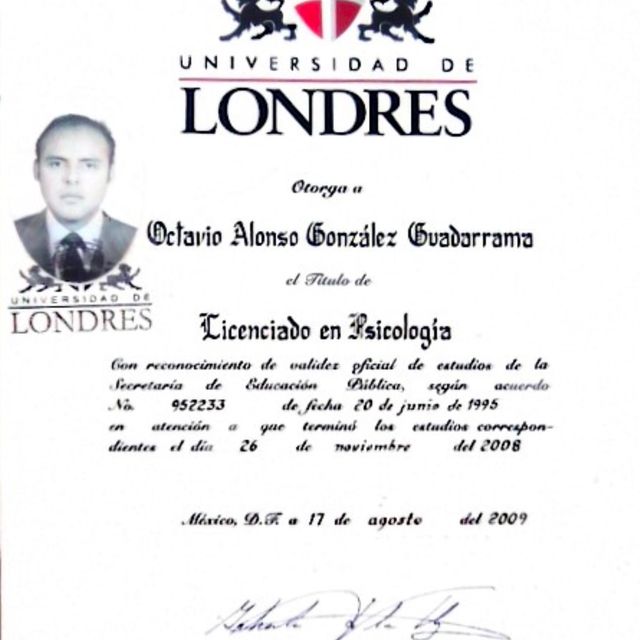 UNIVERSIDAD DE
LONDRES
Otorga a
Octavio Alonso González Guadarrama
el Título de
UNIVERSIDAD DE
LONDRES
Licenciado en Psicología
Con reconocimiento de validez oficial de estudios de la
Secretaría de Educación Pública, según acuerdo
No. 952233 de fecha 20 de junio de 1995
en atención a que terminó los estudios correspon-
dientes el día 26 de noviembre del 2008
México, D.F. a 17 de agosto del 2009